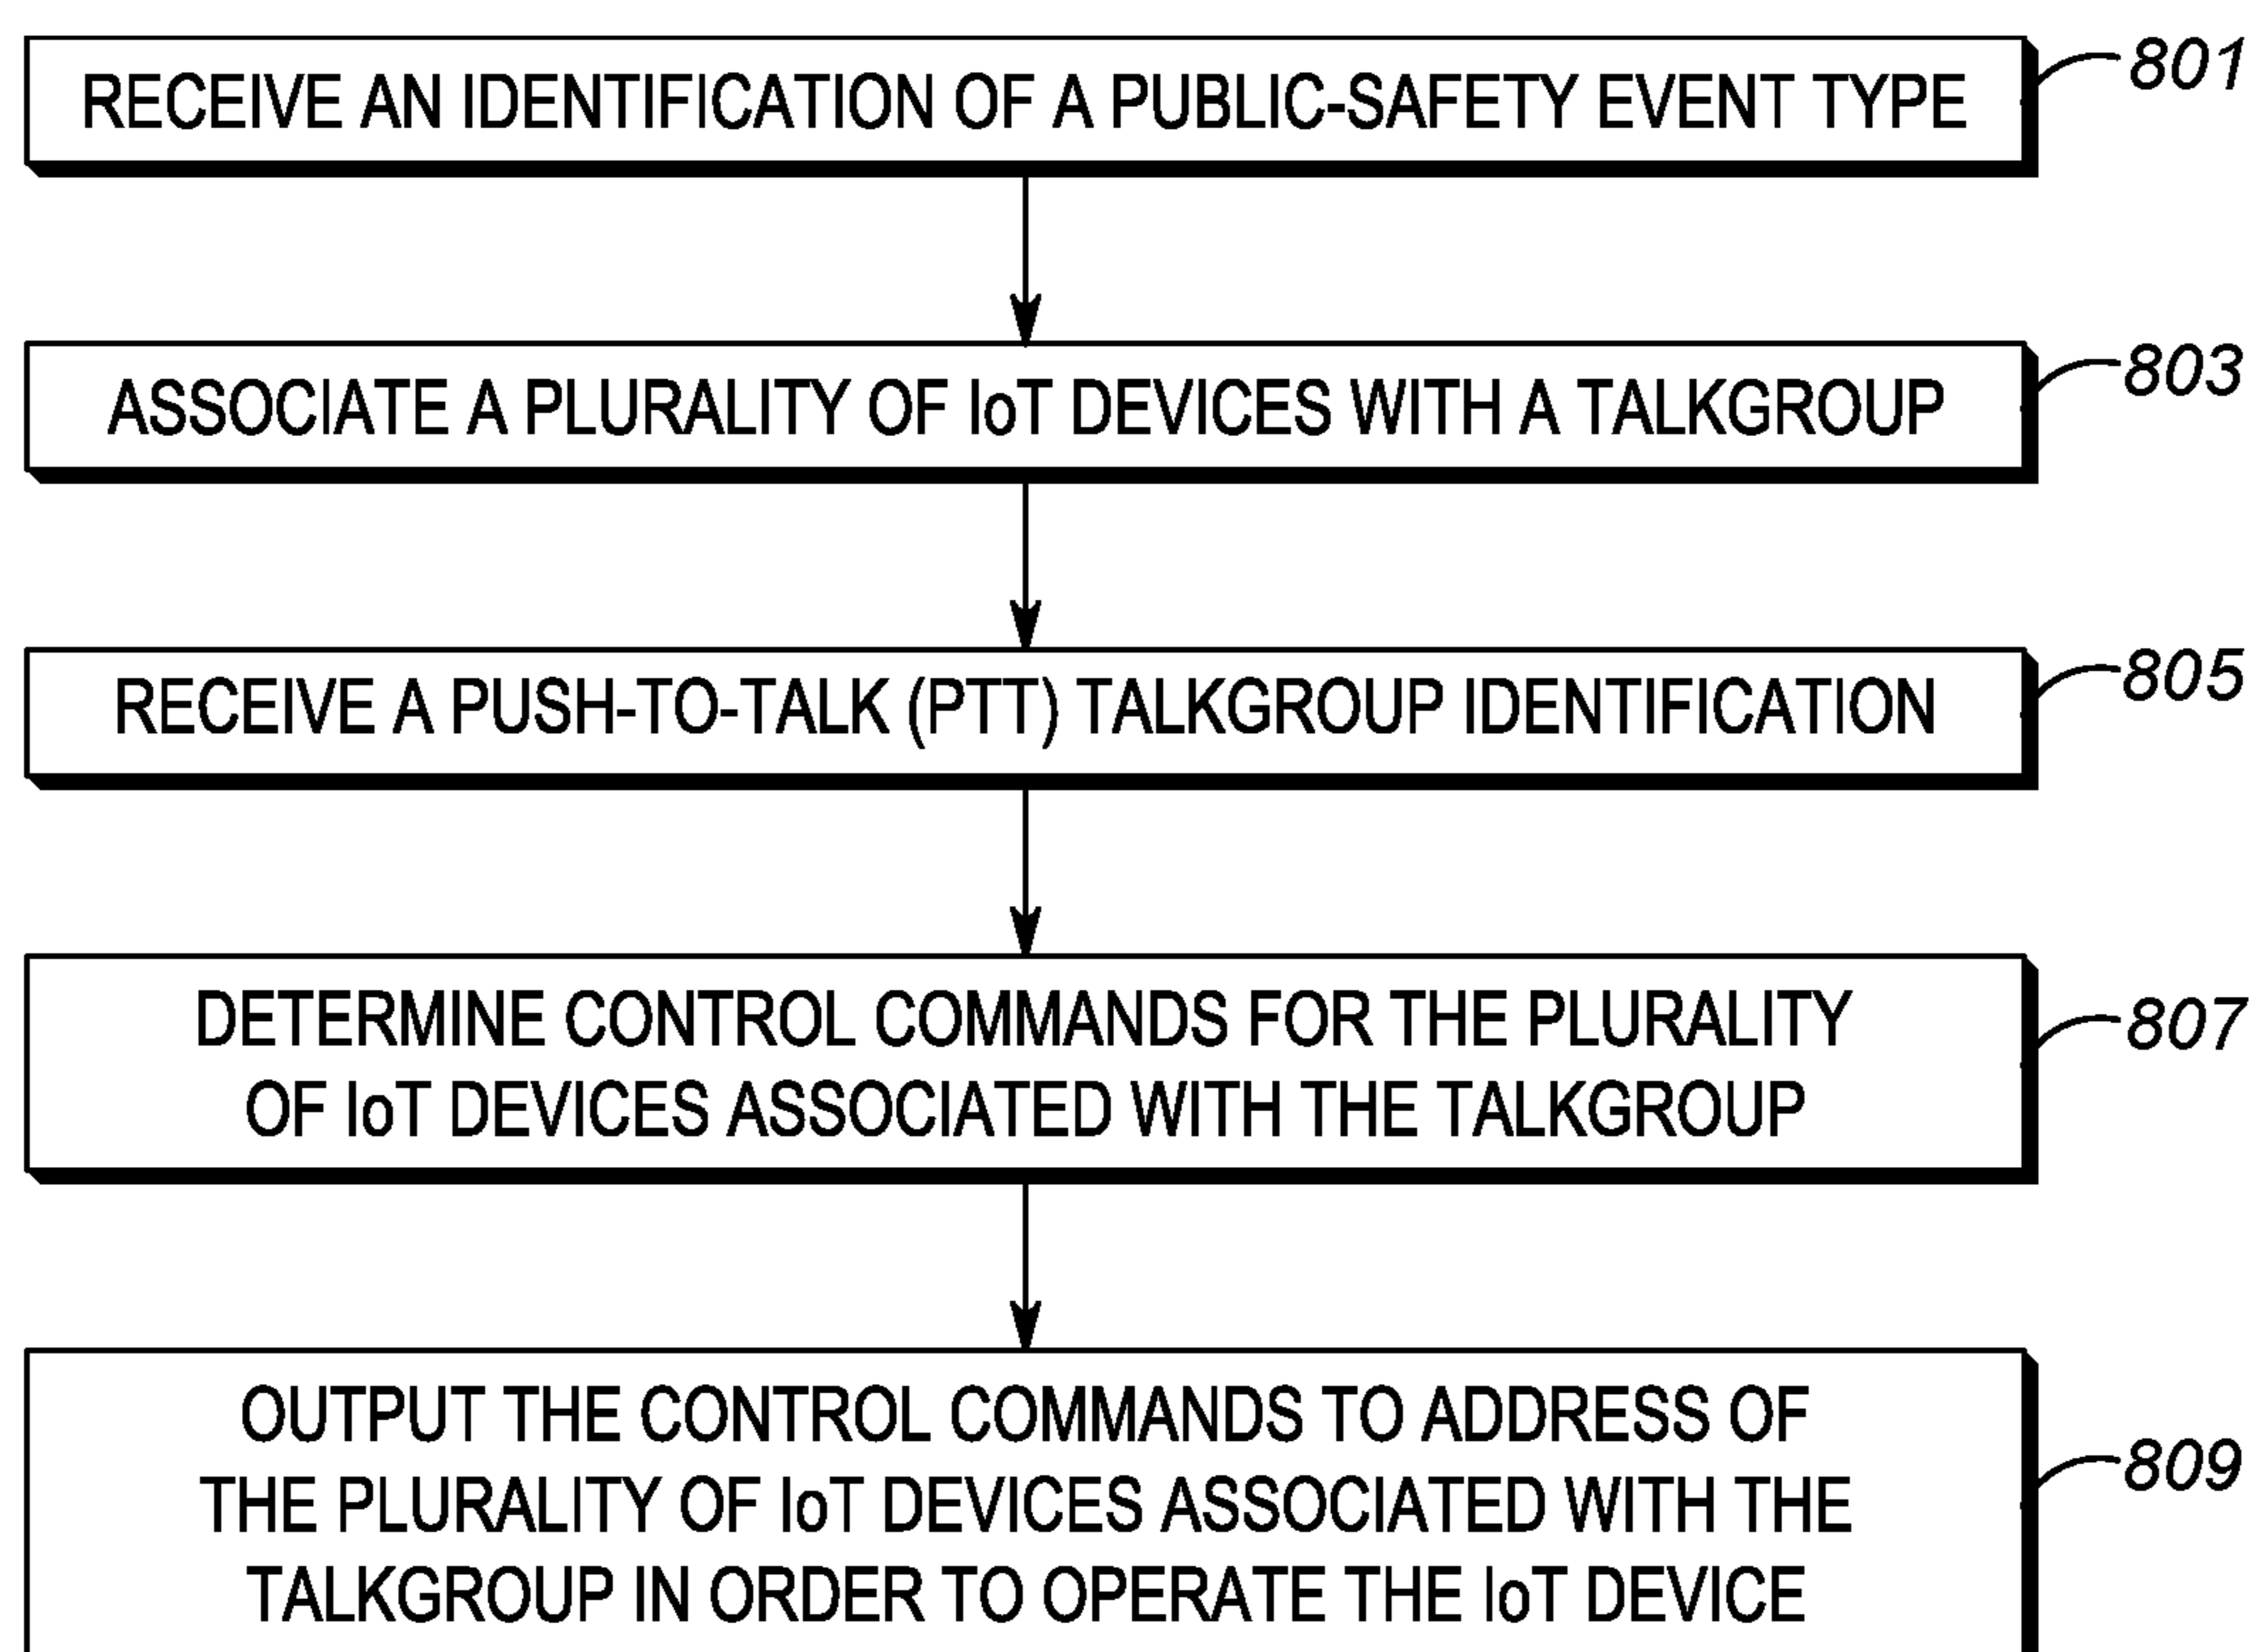 RECEIVE AN IDENTIFICATION OF A PUBLIC-SAFETY EVENT TYPE
801
ASSOCIATE A PLURALITY OF IoT DEVICES WITH A TALKGROUP
803
RECEIVE A PUSH-TO-TALK (PTT) TALKGROUP IDENTIFICATION
805
DETERMINE CONTROL COMMANDS FOR THE PLURALITY
OF IoT DEVICES ASSOCIATED WITH THE TALKGROUP
807
OUTPUT THE CONTROL COMMANDS TO ADDRESS OF
THE PLURALITY OF IoT DEVICES ASSOCIATED WITH THE
TALKGROUP IN ORDER TO OPERATE THE IoT DEVICE
809